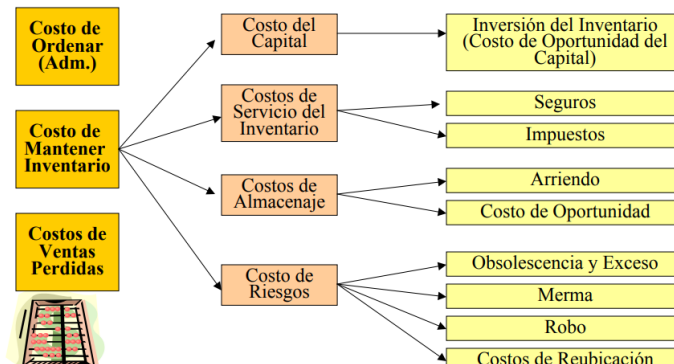 Costo de
Ordenar
(Adm.)
Costo de
Mantener
Inventario
Costos de
Ventas
Perdidas
Costo del
Capital
Costos de
Servicio del
Inventario
Costos de
Almacenaje
Costo de
Riesgos
Inversión del Inventario
(Costo de Oportunidad del
Capital)
Seguros
Impuestos
Arriendo
Costo de Oportunidad
Obsolescencia y Exceso
Merma
Robo
Costos de Reubicación